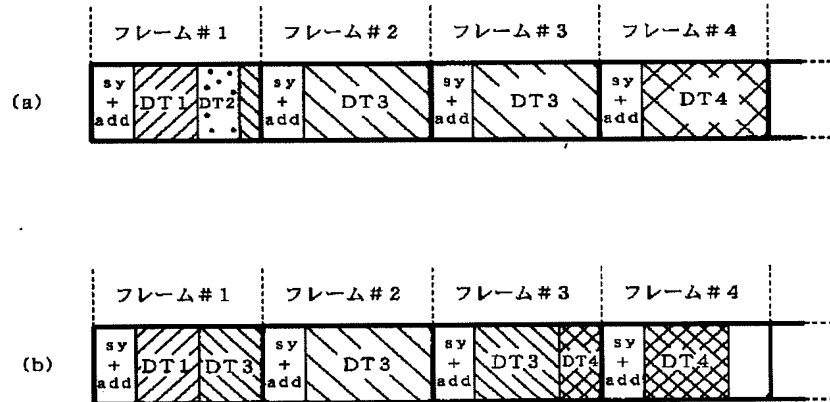 フレーム#1 フレーム#2 フレーム#3 フレーム#4
(a)
sy + add DT1 DT2 sy + add DT3 sy + add DT3 sy + add DT4
フレーム#1 フレーム#2 フレーム#3 フレーム#4
(b)
sy + add DT1 DT3 sy + add DT3 sy + add DT3 DT4 sy + add DT4